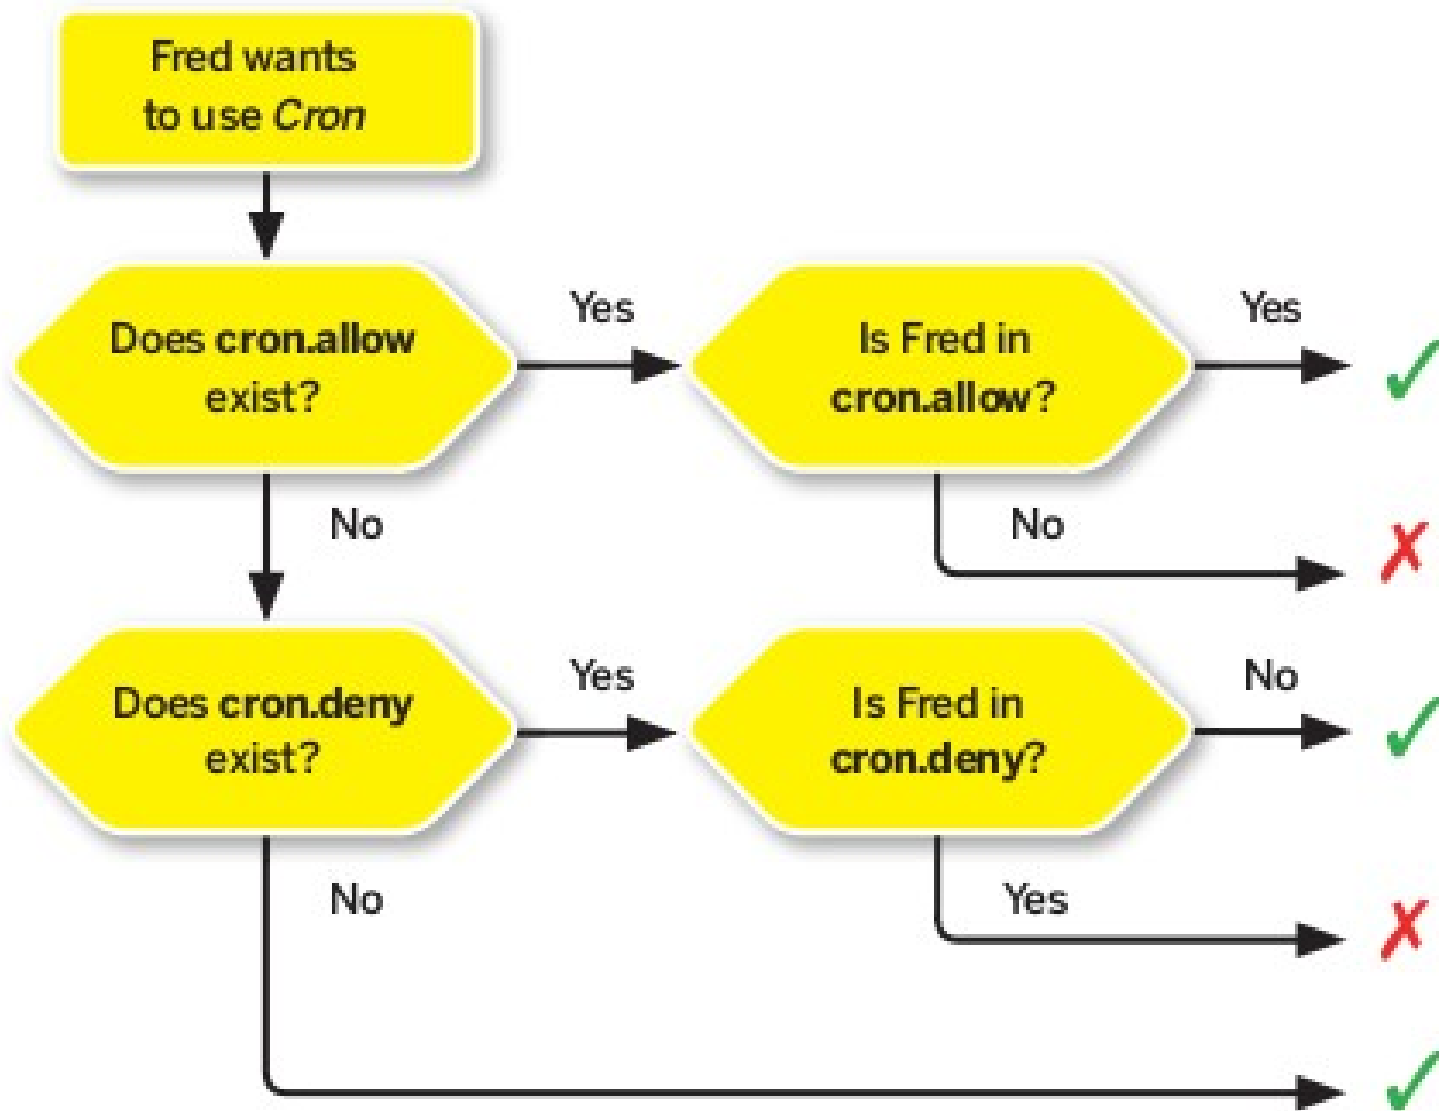 Fred wants
to use Cron
Does cron.allow
exist?
Yes
Is Fred in
cron.allow?
Yes
No
No
Does cron.deny
exist?
Yes
Is Fred in
cron.deny?
No
No
Yes